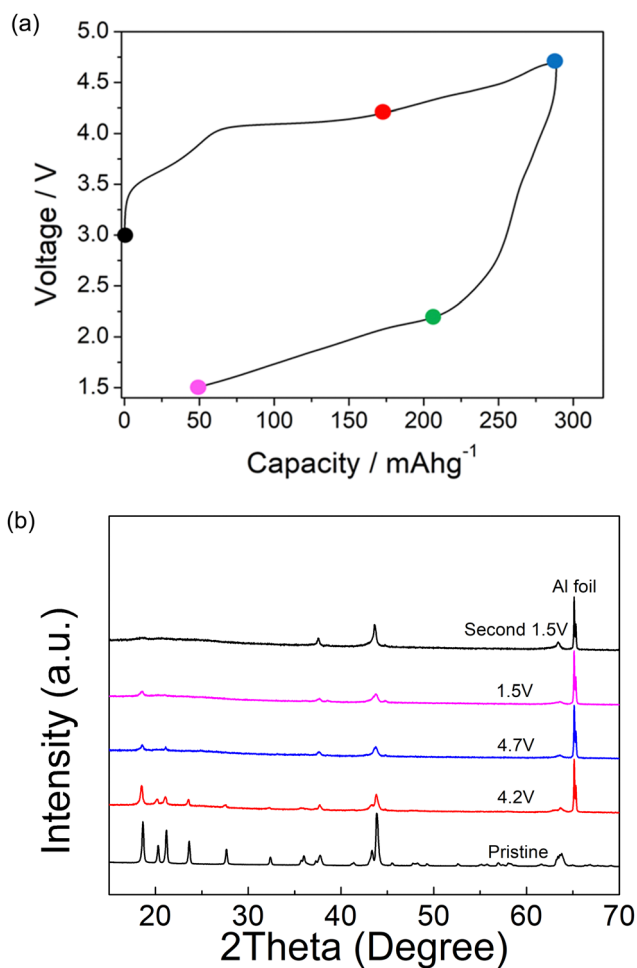 (a)
5.0
4.5
4.0
3.5
3.0
2.5
2.0
1.5
Voltage / V
0 50 100 150 200 250 300
Capacity / mAhg⁻¹
(b)
Al foil
Second 1.5V
1.5V
4.7V
4.2V
Pristine
Intensity (a.u.)
20 30 40 50 60 70
2Theta (Degree)